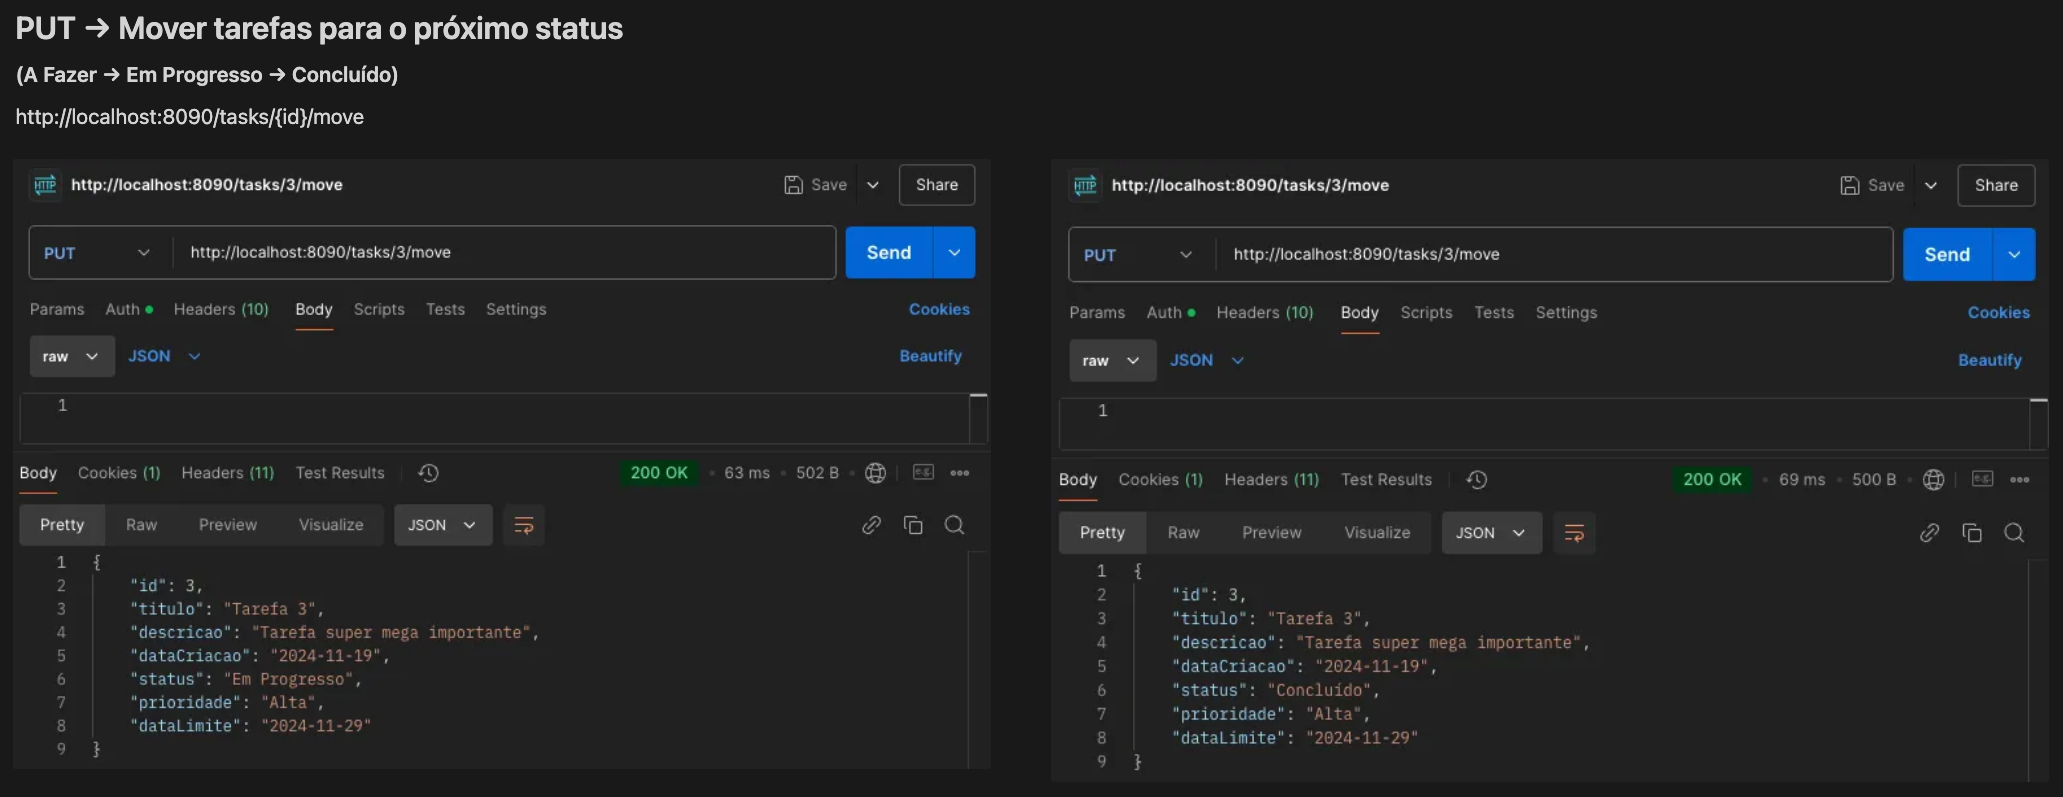 PUT → Mover tarefas para o próximo status
(A Fazer → Em Progresso → Concluído)
http://localhost:8090/tasks/{id}/move
HTTP http://localhost:8090/tasks/3/move Save Share
PUT http://localhost:8090/tasks/3/move Send
Params Auth Headers (10) Body Scripts Tests Settings Cookies
raw JSON Beautify
1
Body Cookies (1) Headers (11) Test Results 200 OK • 63 ms • 502 B • e.g.
Pretty Raw Preview Visualize JSON
1 {
2 "id": 3,
3 "titulo": "Tarefa 3",
4 "descricao": "Tarefa super mega importante",
5 "dataCriacao": "2024-11-19",
6 "status": "Em Progresso",
7 "prioridade": "Alta",
8 "dataLimite": "2024-11-29"
9 }
HTTP http://localhost:8090/tasks/3/move Save Share
PUT http://localhost:8090/tasks/3/move Send
Params Auth Headers (10) Body Scripts Tests Settings Cookies
raw JSON Beautify
1
Body Cookies (1) Headers (11) Test Results 200 OK • 69 ms • 500 B • e.g.
Pretty Raw Preview Visualize JSON
1 {
2 "id": 3,
3 "titulo": "Tarefa 3",
4 "descricao": "Tarefa super mega importante",
5 "dataCriacao": "2024-11-19",
6 "status": "Concluído",
7 "prioridade": "Alta",
8 "dataLimite": "2024-11-29"
9 }